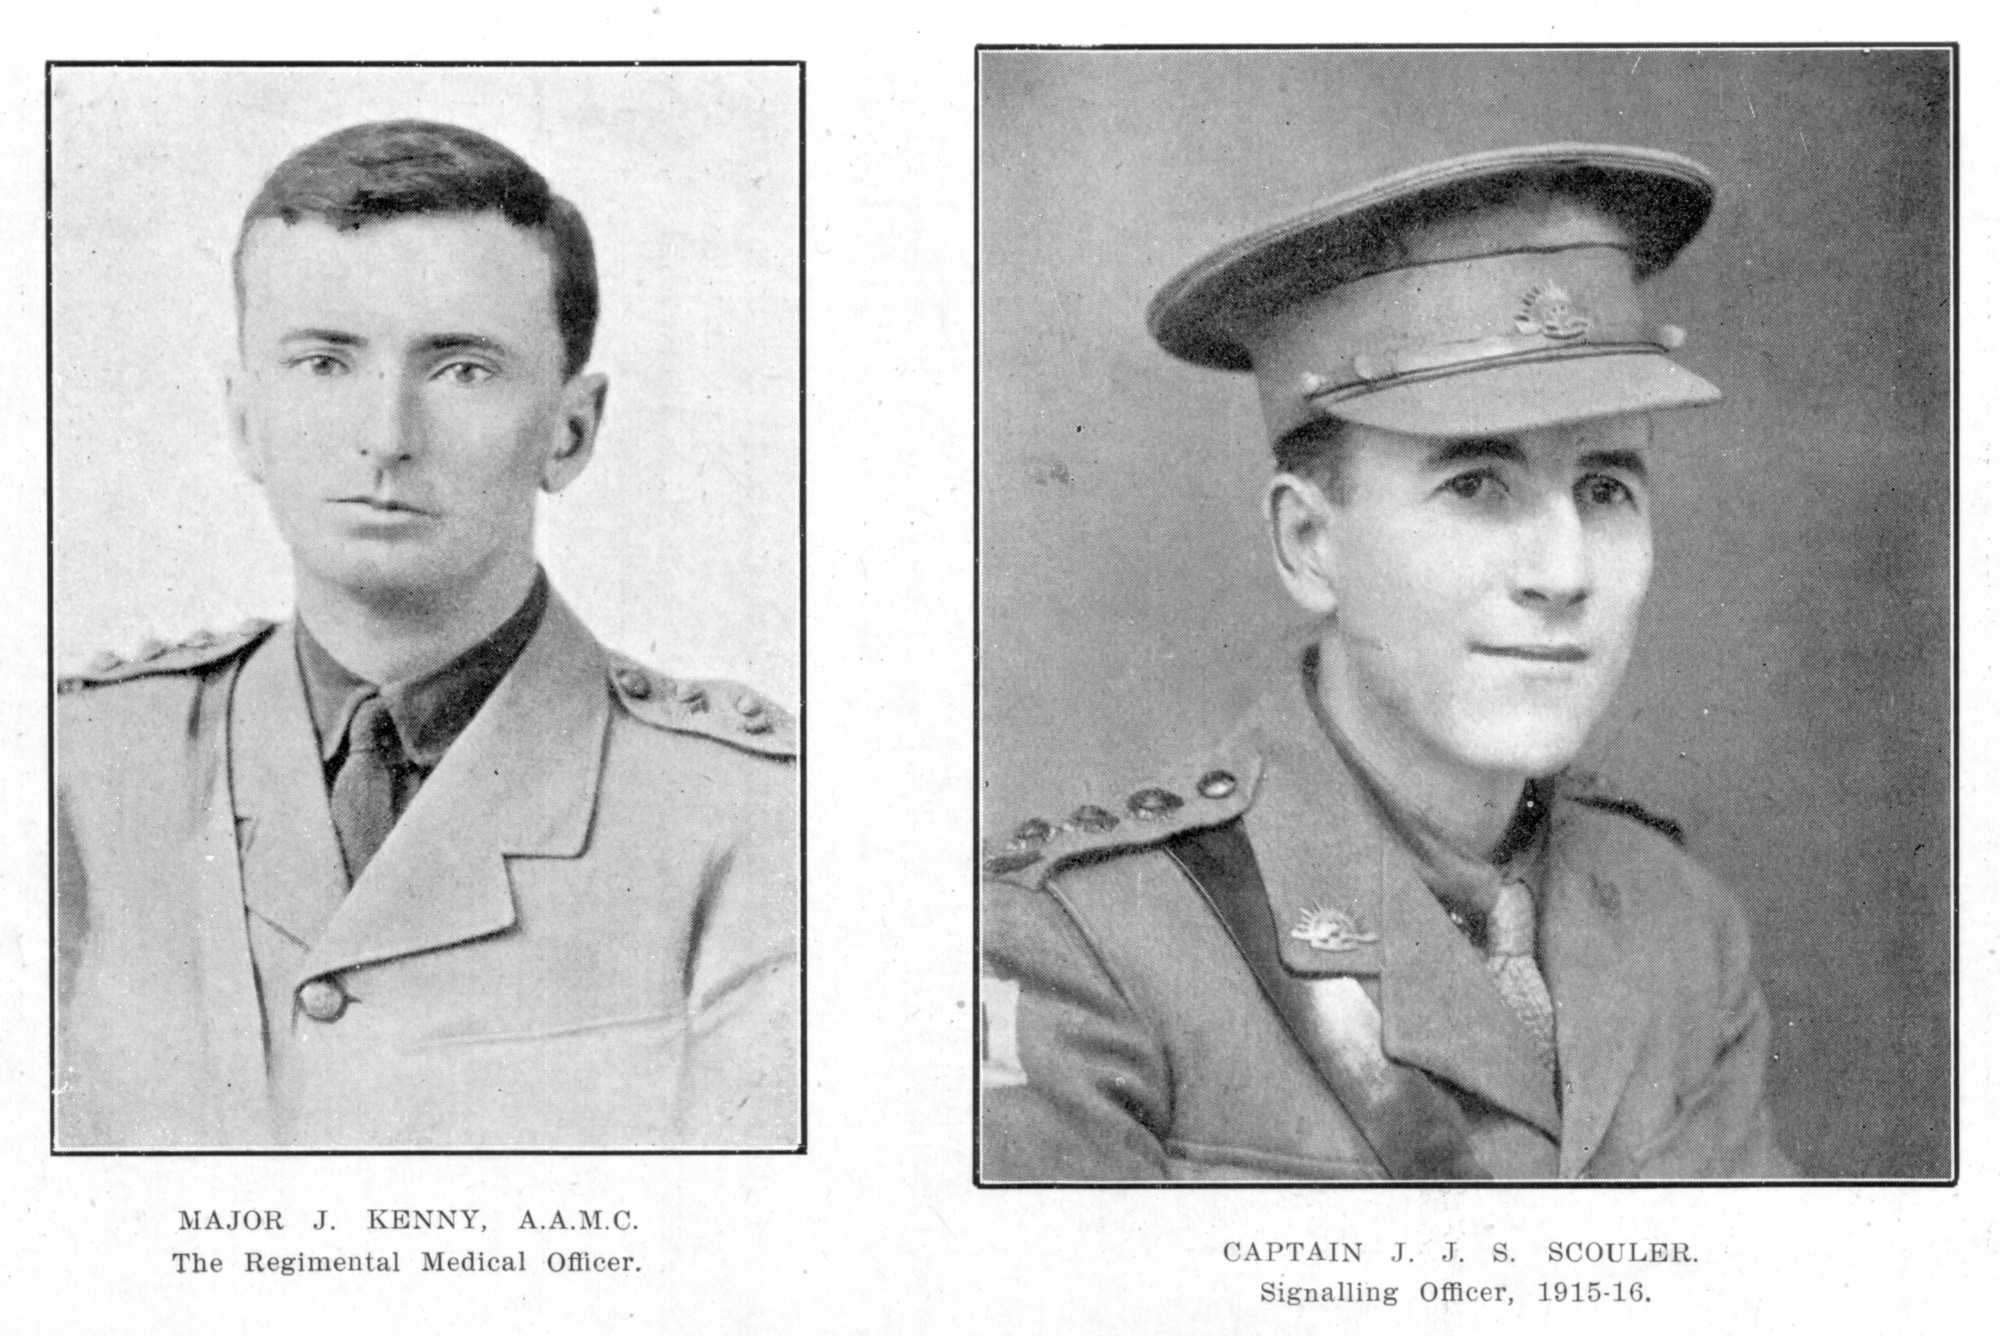 MAJOR J. KENNY, A.A.M.C.
The Regimental Medical Officer.
CAPTAIN J. J. S. SCOULER.
Signalling Officer, 1915-16.